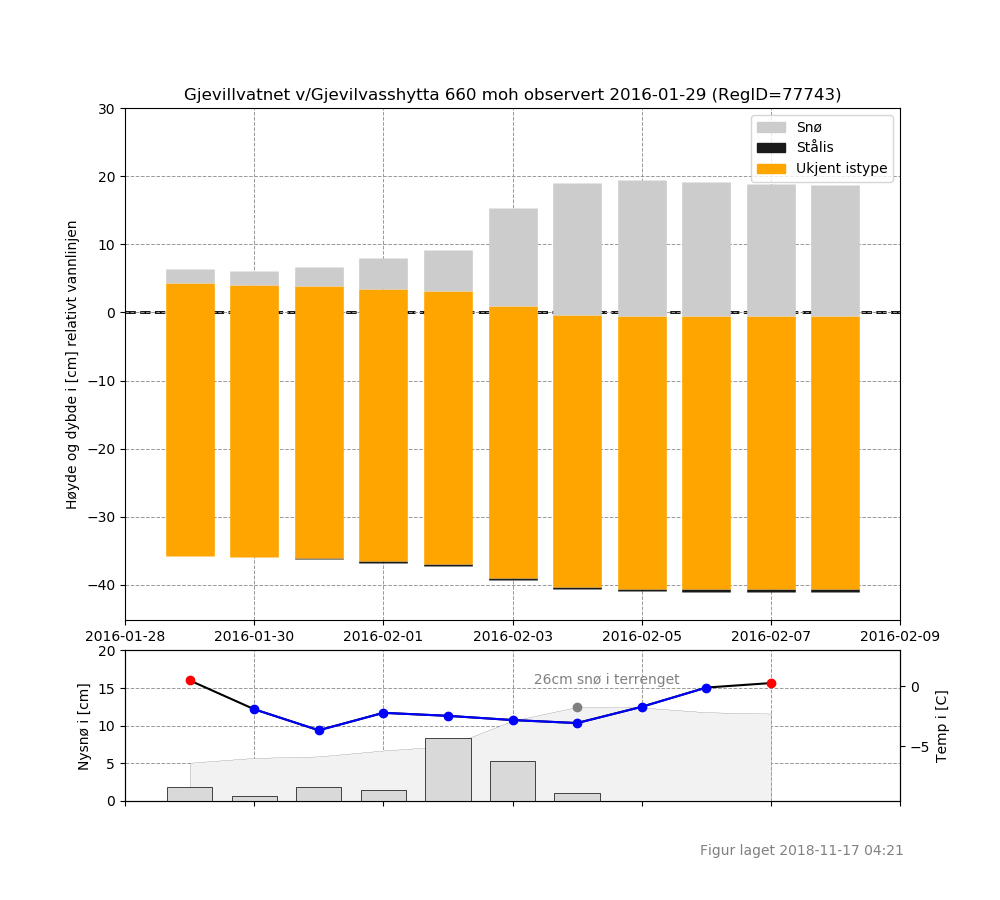 Gjevillvatnet v/Gjevilvasshytta 660 moh observert 2016-01-29 (RegID=77743)
30
20
10
0
−10
−20
−30
−40
Høyde og dybde i [cm] relativt vannlinjen
Snø
Stålis
Ukjent istype
2016-01-28
2016-01-30
2016-02-01
2016-02-03
2016-02-05
2016-02-07
2016-02-09
20
15
10
5
0
Nysnø i [cm]
26cm snø i terrenget
0
−5
Temp i [C]
Figur laget 2018-11-17 04:21